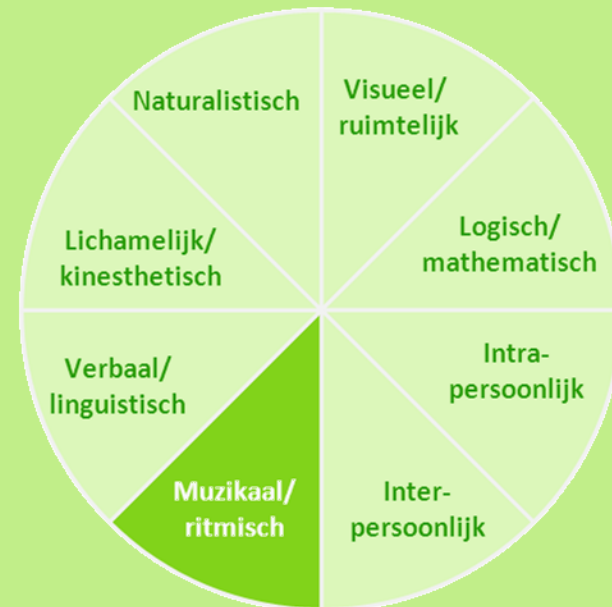 Naturalistisch
Visueel/
ruimtelijk
Logisch/
mathematisch
Intra-
persoonlijk
Inter-
persoonlijk
Muzikaal/
ritmisch
Verbaal/
linguistisch
Lichamelijk/
kinesthetisch